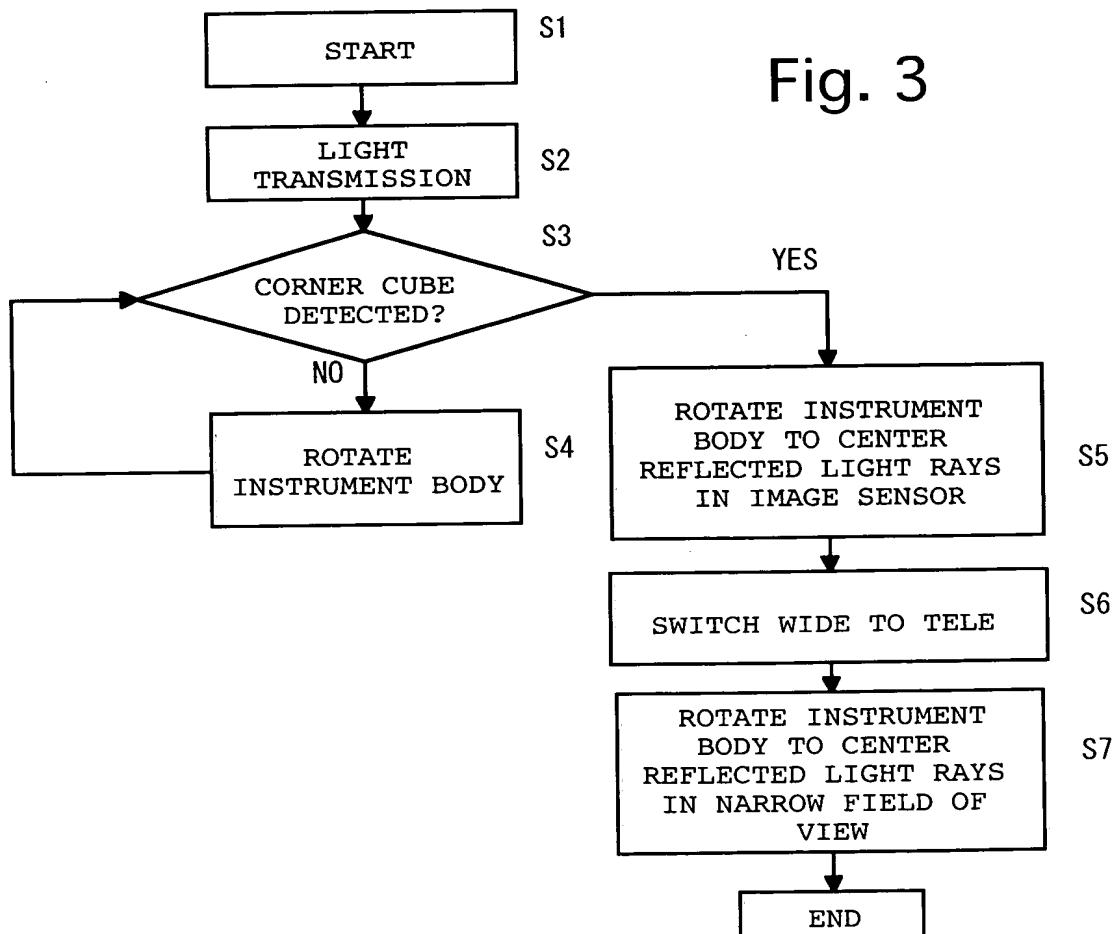 Fig. 3
START
S1
LIGHT
TRANSMISSION
S2
S3
CORNER CUBE
DETECTED?
YES
NO
ROTATE
INSTRUMENT BODY
S4
ROTATE INSTRUMENT
BODY TO CENTER
REFLECTED LIGHT RAYS
IN IMAGE SENSOR
S5
SWITCH WIDE TO TELE
S6
ROTATE INSTRUMENT
BODY TO CENTER
REFLECTED LIGHT RAYS
IN NARROW FIELD OF
VIEW
S7
END